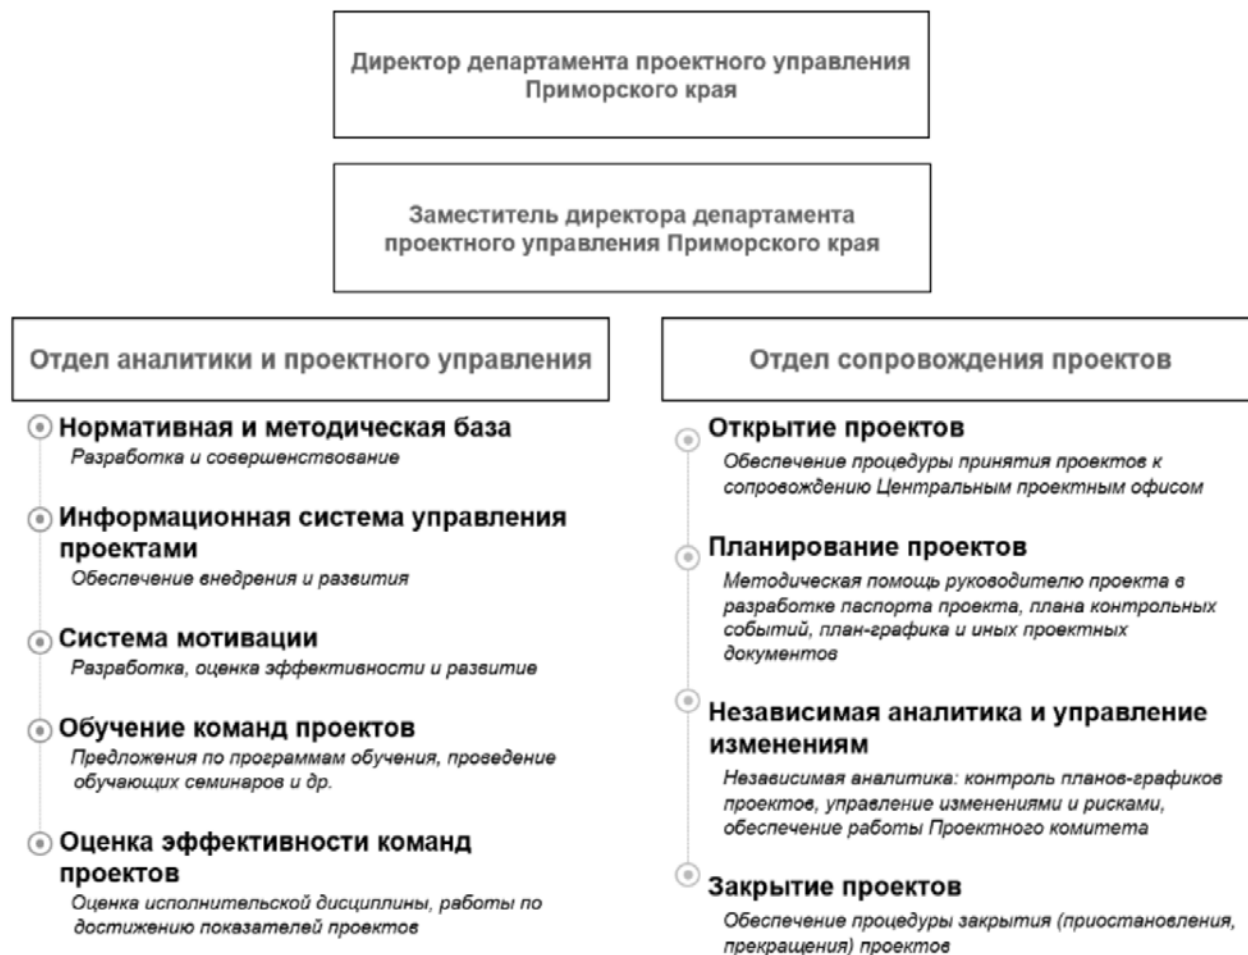 Директор департамента проектного управления
Приморского края
Заместитель директора департамента
проектного управления Приморского края
Отдел аналитики и проектного управления
Нормативная и методическая база
Разработка и совершенствование
Информационная система управления
проектами
Обеспечение внедрения и развития
Система мотивации
Разработка, оценка эффективности и развитие
Обучение команд проектов
Предложения по программам обучения, проведение
обучающих семинаров и др.
Оценка эффективности команд
проектов
Оценка исполнительской дисциплины, работы по
достижению показателей проектов
Отдел сопровождения проектов
Открытие проектов
Обеспечение процедуры принятия проектов к
сопровождению Центральным проектным офисом
Планирование проектов
Методическая помощь руководителю проекта в
разработке паспорта проекта, плана контрольных
событий, план-графика и иных проектных
документов
Независимая аналитика и управление
изменениям
Независимая аналитика: контроль планов-графиков
проектов, управление изменениями и рисками,
обеспечение работы Проектного комитета
Закрытие проектов
Обеспечение процедуры закрытия (приостановления,
прекращения) проектов